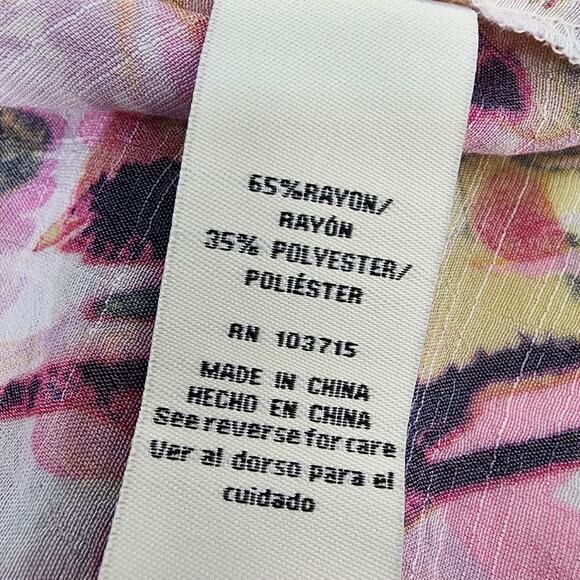 65%RAYON/
RAYÓN
35% POLYESTER/
POLIÉSTER
RN 103715
MADE IN CHINA
HECHO EN CHINA
See reverse for care
Ver al dorso para el
cuidado